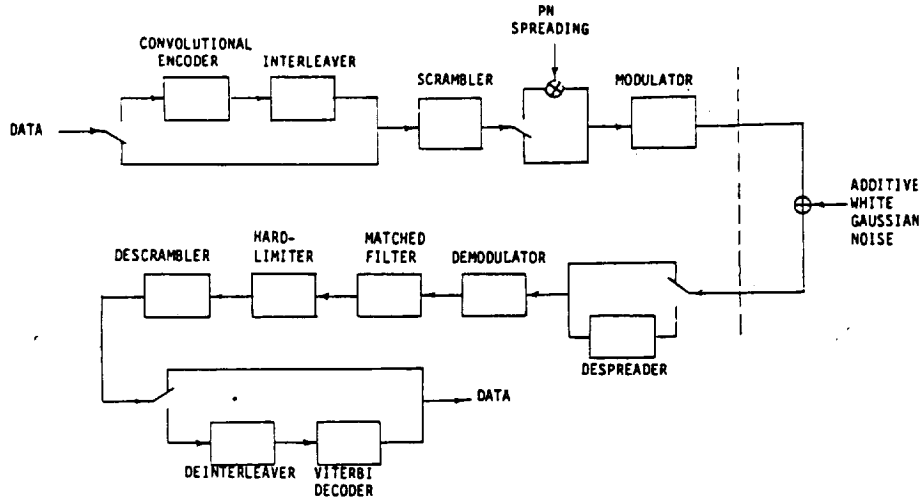 PN
SPREADING
CONVOLUTIONAL
ENCODER
INTERLEAVER
SCRAMBLER
MODULATOR
DATA
ADDITIVE
WHITE
GAUSSIAN
NOISE
DESCRAMBLER
HARD-
LIMITER
MATCHED
FILTER
DEMODULATOR
DESPREADER
DATA
DEINTERLEAVER
VITERBI
DECODER